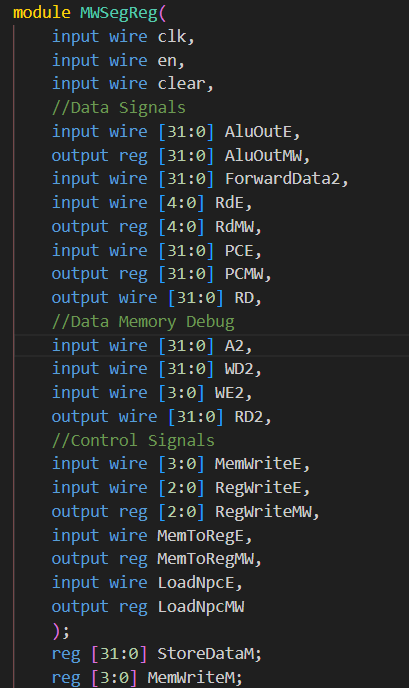 module MWSegReg(
    input wire clk,
    input wire en,
    input wire clear,
    //Data Signals
    input wire [31:0] AluOutE,
    output reg [31:0] AluOutMW,
    input wire [31:0] ForwardData2,
    input wire [4:0] RdE,
    output reg [4:0] RdMW,
    input wire [31:0] PCE,
    output reg [31:0] PCMW,
    output wire [31:0] RD,
    //Data Memory Debug
    input wire [31:0] A2,
    input wire [31:0] WD2,
    input wire [3:0] WE2,
    output wire [31:0] RD2,
    //Control Signals
    input wire [3:0] MemWriteE,
    input wire [2:0] RegWriteE,
    output reg [2:0] RegWriteMW,
    input wire MemToRegE,
    output reg MemToRegMW,
    input wire LoadNpcE,
    output reg LoadNpcMW
    );
    reg [31:0] StoreDataM;
    reg [3:0] MemWriteM;